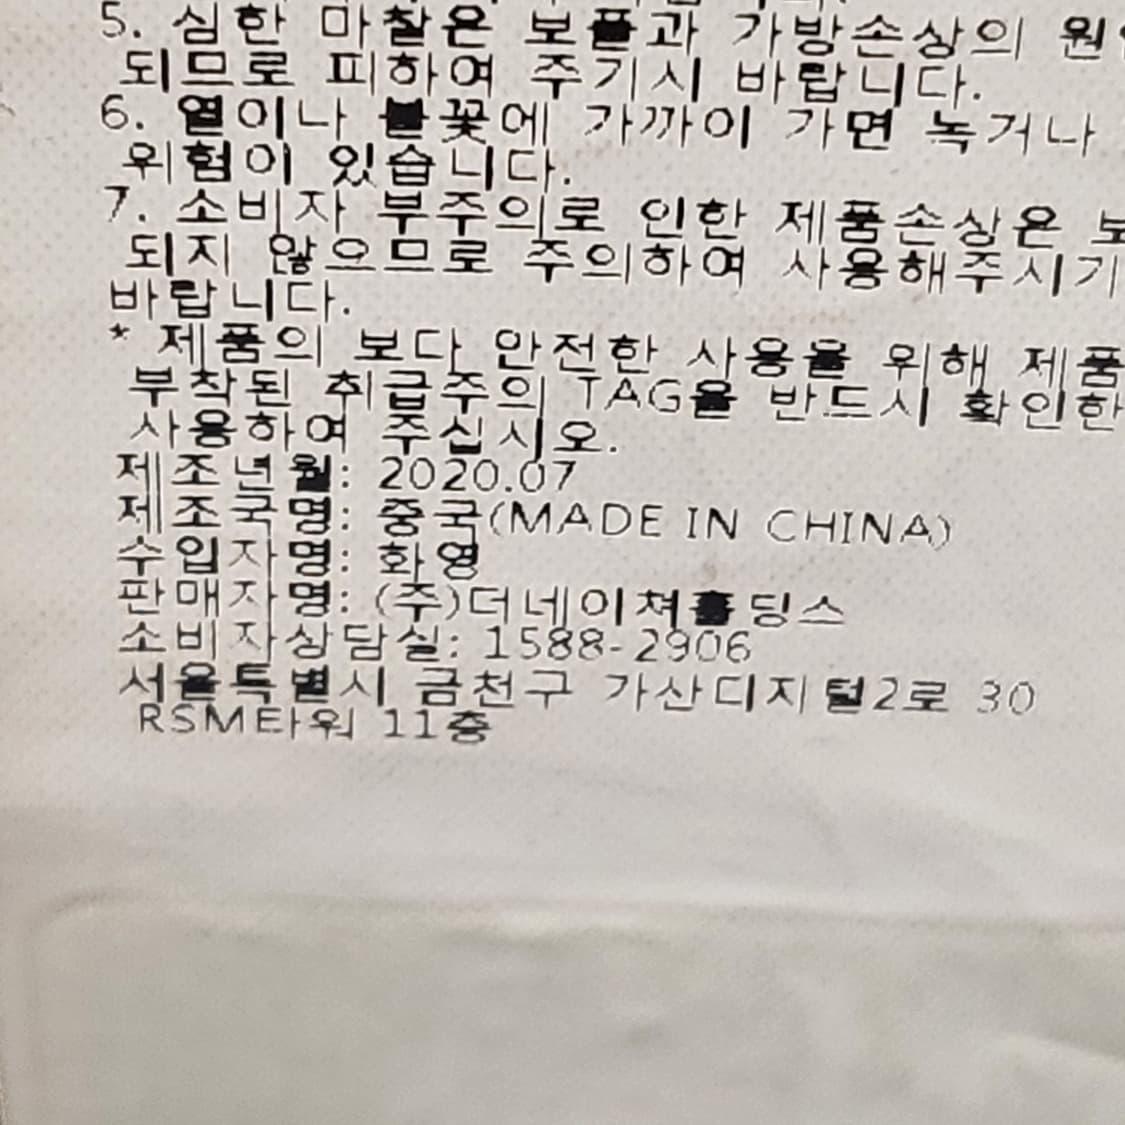 5. 심한 마찰은 보풀과 가방손상의
되므로 피하여 주기시 바랍니다.
6. 열이나 불꽃에 가까이 가면 녹거나
위험이 있습니다.
7. 소비자 부주의로 인한 제품손상은
되지 않으므로 주의하여 사용해주시기
바랍니다.
* 제품의 보다 안전한 사용을 위해 제품
부착된 취급주의 TAG을 반드시 확인한
사용하여 주십시오.
제조년월: 2020.07
제조국명: 중국(MADE IN CHINA)
수입자명: 화영
판매자명: (주)더네이쳐홀딩스
소비자상담실: 1588-2906
서울특별시 금천구 가산디지털2로 30
RSME타워 11층